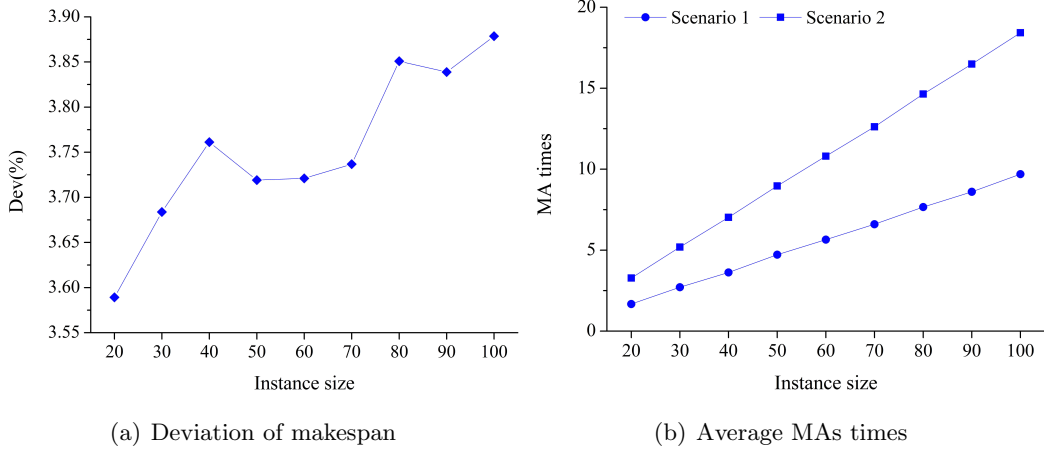 3.90
3.85
3.80
3.75
3.70
3.65
3.60
3.55
Dev(%)
20 30 40 50 60 70 80 90 100
Instance size
(a) Deviation of makespan
Scenario 1 Scenario 2
20
15
10
5
0
MA times
20 30 40 50 60 70 80 90 100
Instance size
(b) Average MAs times